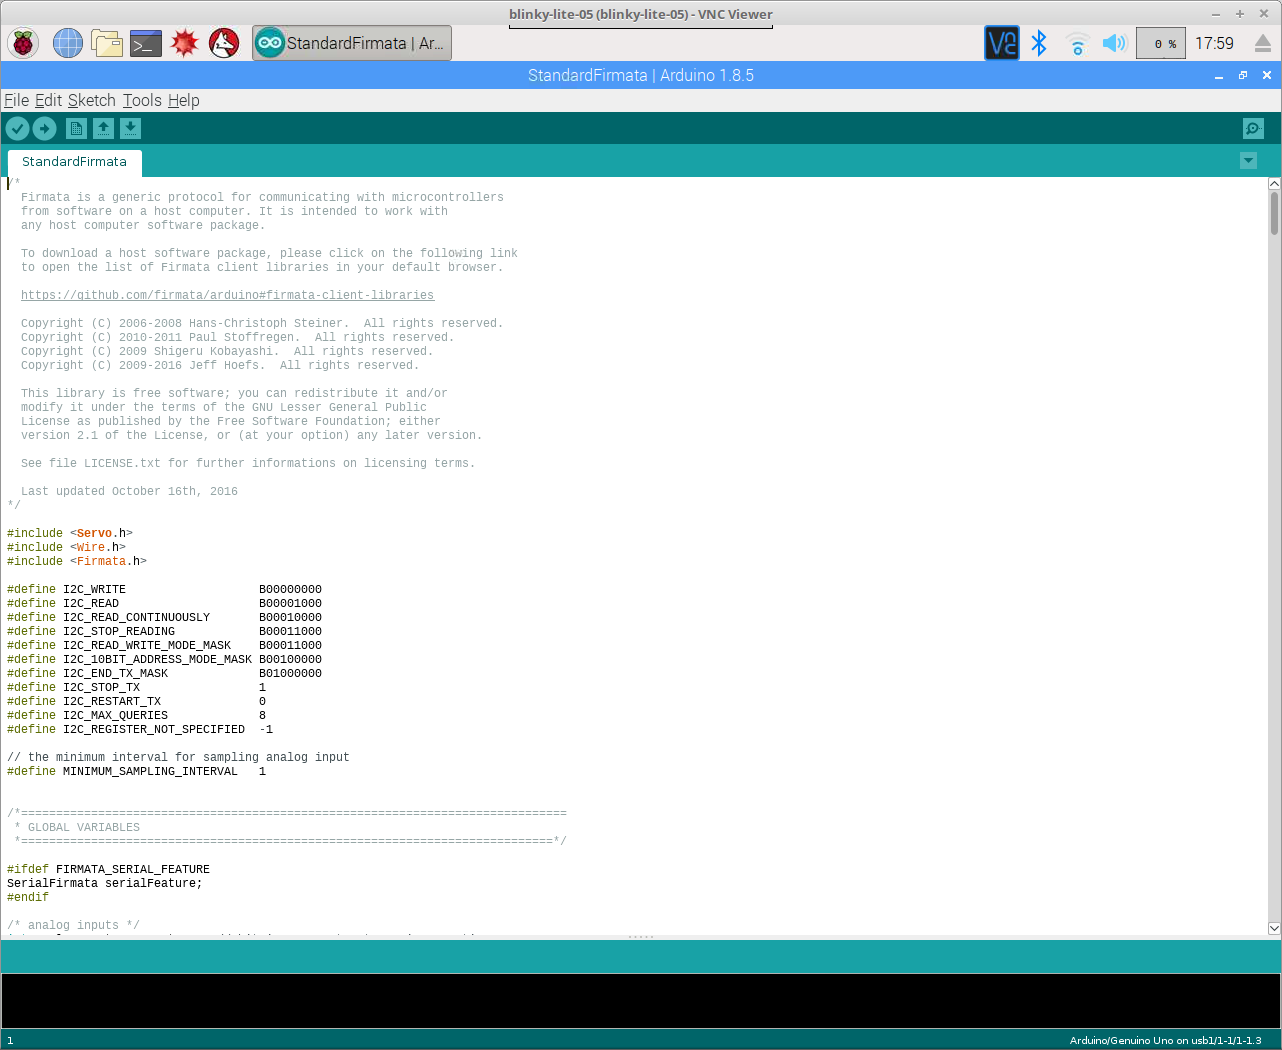 blinky-lite-05 (blinky-lite-05) - VNC Viewer
StandardFirmata | Ar...
0 %
17:59
StandardFirmata | Arduino 1.8.5
File Edit Sketch Tools Help
StandardFirmata
/*
Firmata is a generic protocol for communicating with microcontrollers
from software on a host computer. It is intended to work with
any host computer software package.
To download a host software package, please click on the following link
to open the list of Firmata client libraries in your default browser.
https://github.com/firmata/arduino#firmata-client-libraries
Copyright (C) 2006-2008 Hans-Christoph Steiner.  All rights reserved.
Copyright (C) 2010-2011 Paul Stoffregen.  All rights reserved.
Copyright (C) 2009 Shigeru Kobayashi.  All rights reserved.
Copyright (C) 2009-2016 Jeff Hoefs.  All rights reserved.
This library is free software; you can redistribute it and/or
modify it under the terms of the GNU Lesser General Public
License as published by the Free Software Foundation; either
version 2.1 of the License, or (at your option) any later version.
See file LICENSE.txt for further informations on licensing terms.
Last updated October 16th, 2016
*/
#include <Servo.h>
#include <Wire.h>
#include <Firmata.h>
#define I2C_WRITE                   B00000000
#define I2C_READ                    B00001000
#define I2C_READ_CONTINUOUSLY       B00010000
#define I2C_STOP_READING            B00011000
#define I2C_READ_WRITE_MODE_MASK    B00011000
#define I2C_10BIT_ADDRESS_MODE_MASK B00100000
#define I2C_END_TX_MASK             B01000000
#define I2C_STOP_TX                 1
#define I2C_RESTART_TX              0
#define I2C_MAX_QUERIES             8
#define I2C_REGISTER_NOT_SPECIFIED  -1
// the minimum interval for sampling analog input
#define MINIMUM_SAMPLING_INTERVAL   1
/*==============================================================================
 * GLOBAL VARIABLES
 *============================================================================*/
#ifdef FIRMATA_SERIAL_FEATURE
SerialFirmata serialFeature;
#endif
/* analog inputs */
1
Arduino/Genuino Uno on usb1/1-1/1-1.3